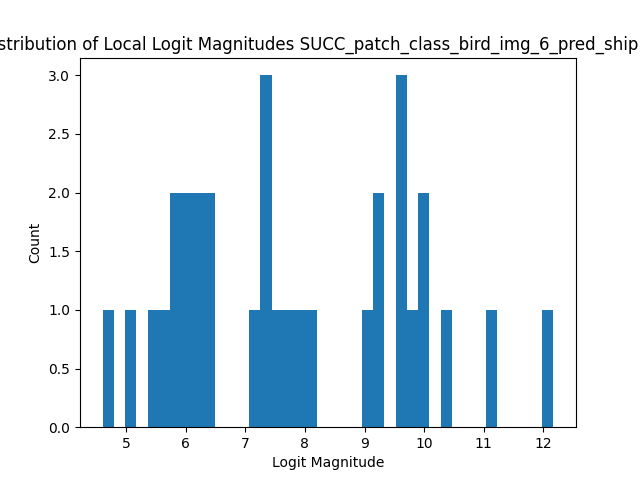 stribution of Local Logit Magnitudes SUCC_patch_class_bird_img_6_pred_ship
3.0
2.5
2.0
1.5
1.0
0.5
0.0
Count
5 6 7 8 9 10 11 12
Logit Magnitude